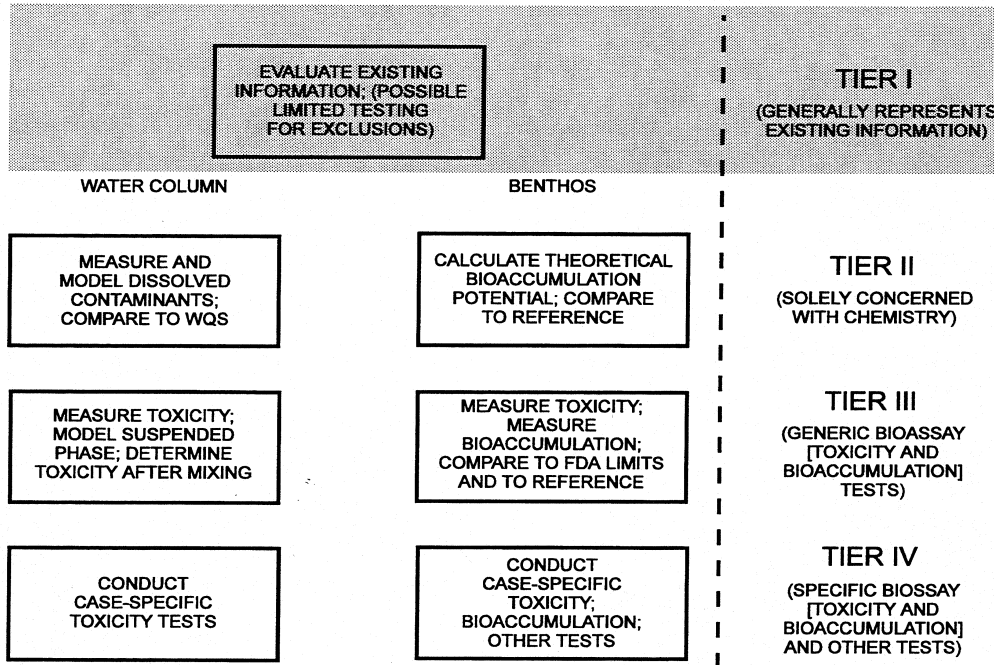 EVALUATE EXISTING
INFORMATION; (POSSIBLE
LIMITED TESTING
FOR EXCLUSIONS)
TIER I
(GENERALLY REPRESENTS
EXISTING INFORMATION)
WATER COLUMN
BENTHOS
MEASURE AND
MODEL DISSOLVED
CONTAMINANTS;
COMPARE TO WQS
CALCULATE THEORETICAL
BIOACCUMULATION
POTENTIAL; COMPARE
TO REFERENCE
TIER II
(SOLELY CONCERNED
WITH CHEMISTRY)
MEASURE TOXICITY;
MODEL SUSPENDED
PHASE; DETERMINE
TOXICITY AFTER MIXING
MEASURE TOXICITY;
MEASURE
BIOACCUMULATION;
COMPARE TO FDA LIMITS
AND TO REFERENCE
TIER III
(GENERIC BIOASSAY
[TOXICITY AND
BIOACCUMULATION]
TESTS)
CONDUCT
CASE-SPECIFIC
TOXICITY TESTS
CONDUCT
CASE-SPECIFIC
TOXICITY;
BIOACCUMULATION;
OTHER TESTS
TIER IV
(SPECIFIC BIOSSAY
[TOXICITY AND
BIOACCUMULATION]
AND OTHER TESTS)